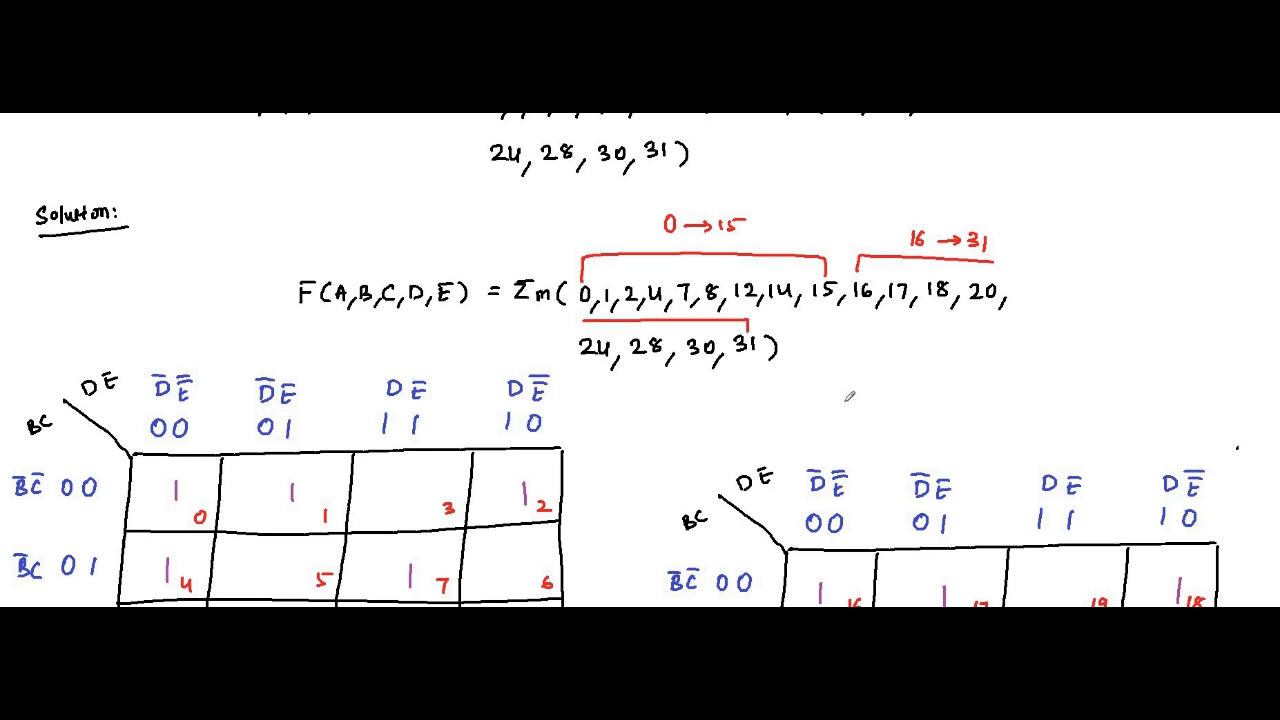 24, 28, 30, 31)
Solution:
0 → 15
16 → 31
F(A,B,C,D,E) = Σm( 0,1,2,4,7,8,12,14,15,16,17,18,20,
24, 28, 30, 31)
DE D̅E̅ D̅E DE DE̅
BC 00 01 11 10
B̅C̅ 00 1 0 1 1 3 1 2
B̅C 01 1 4 5 1 7 6
DE D̅E̅ D̅E DE DE̅
BC 00 01 11 10
B̅C̅ 00 1 16 1 17 19 1 18